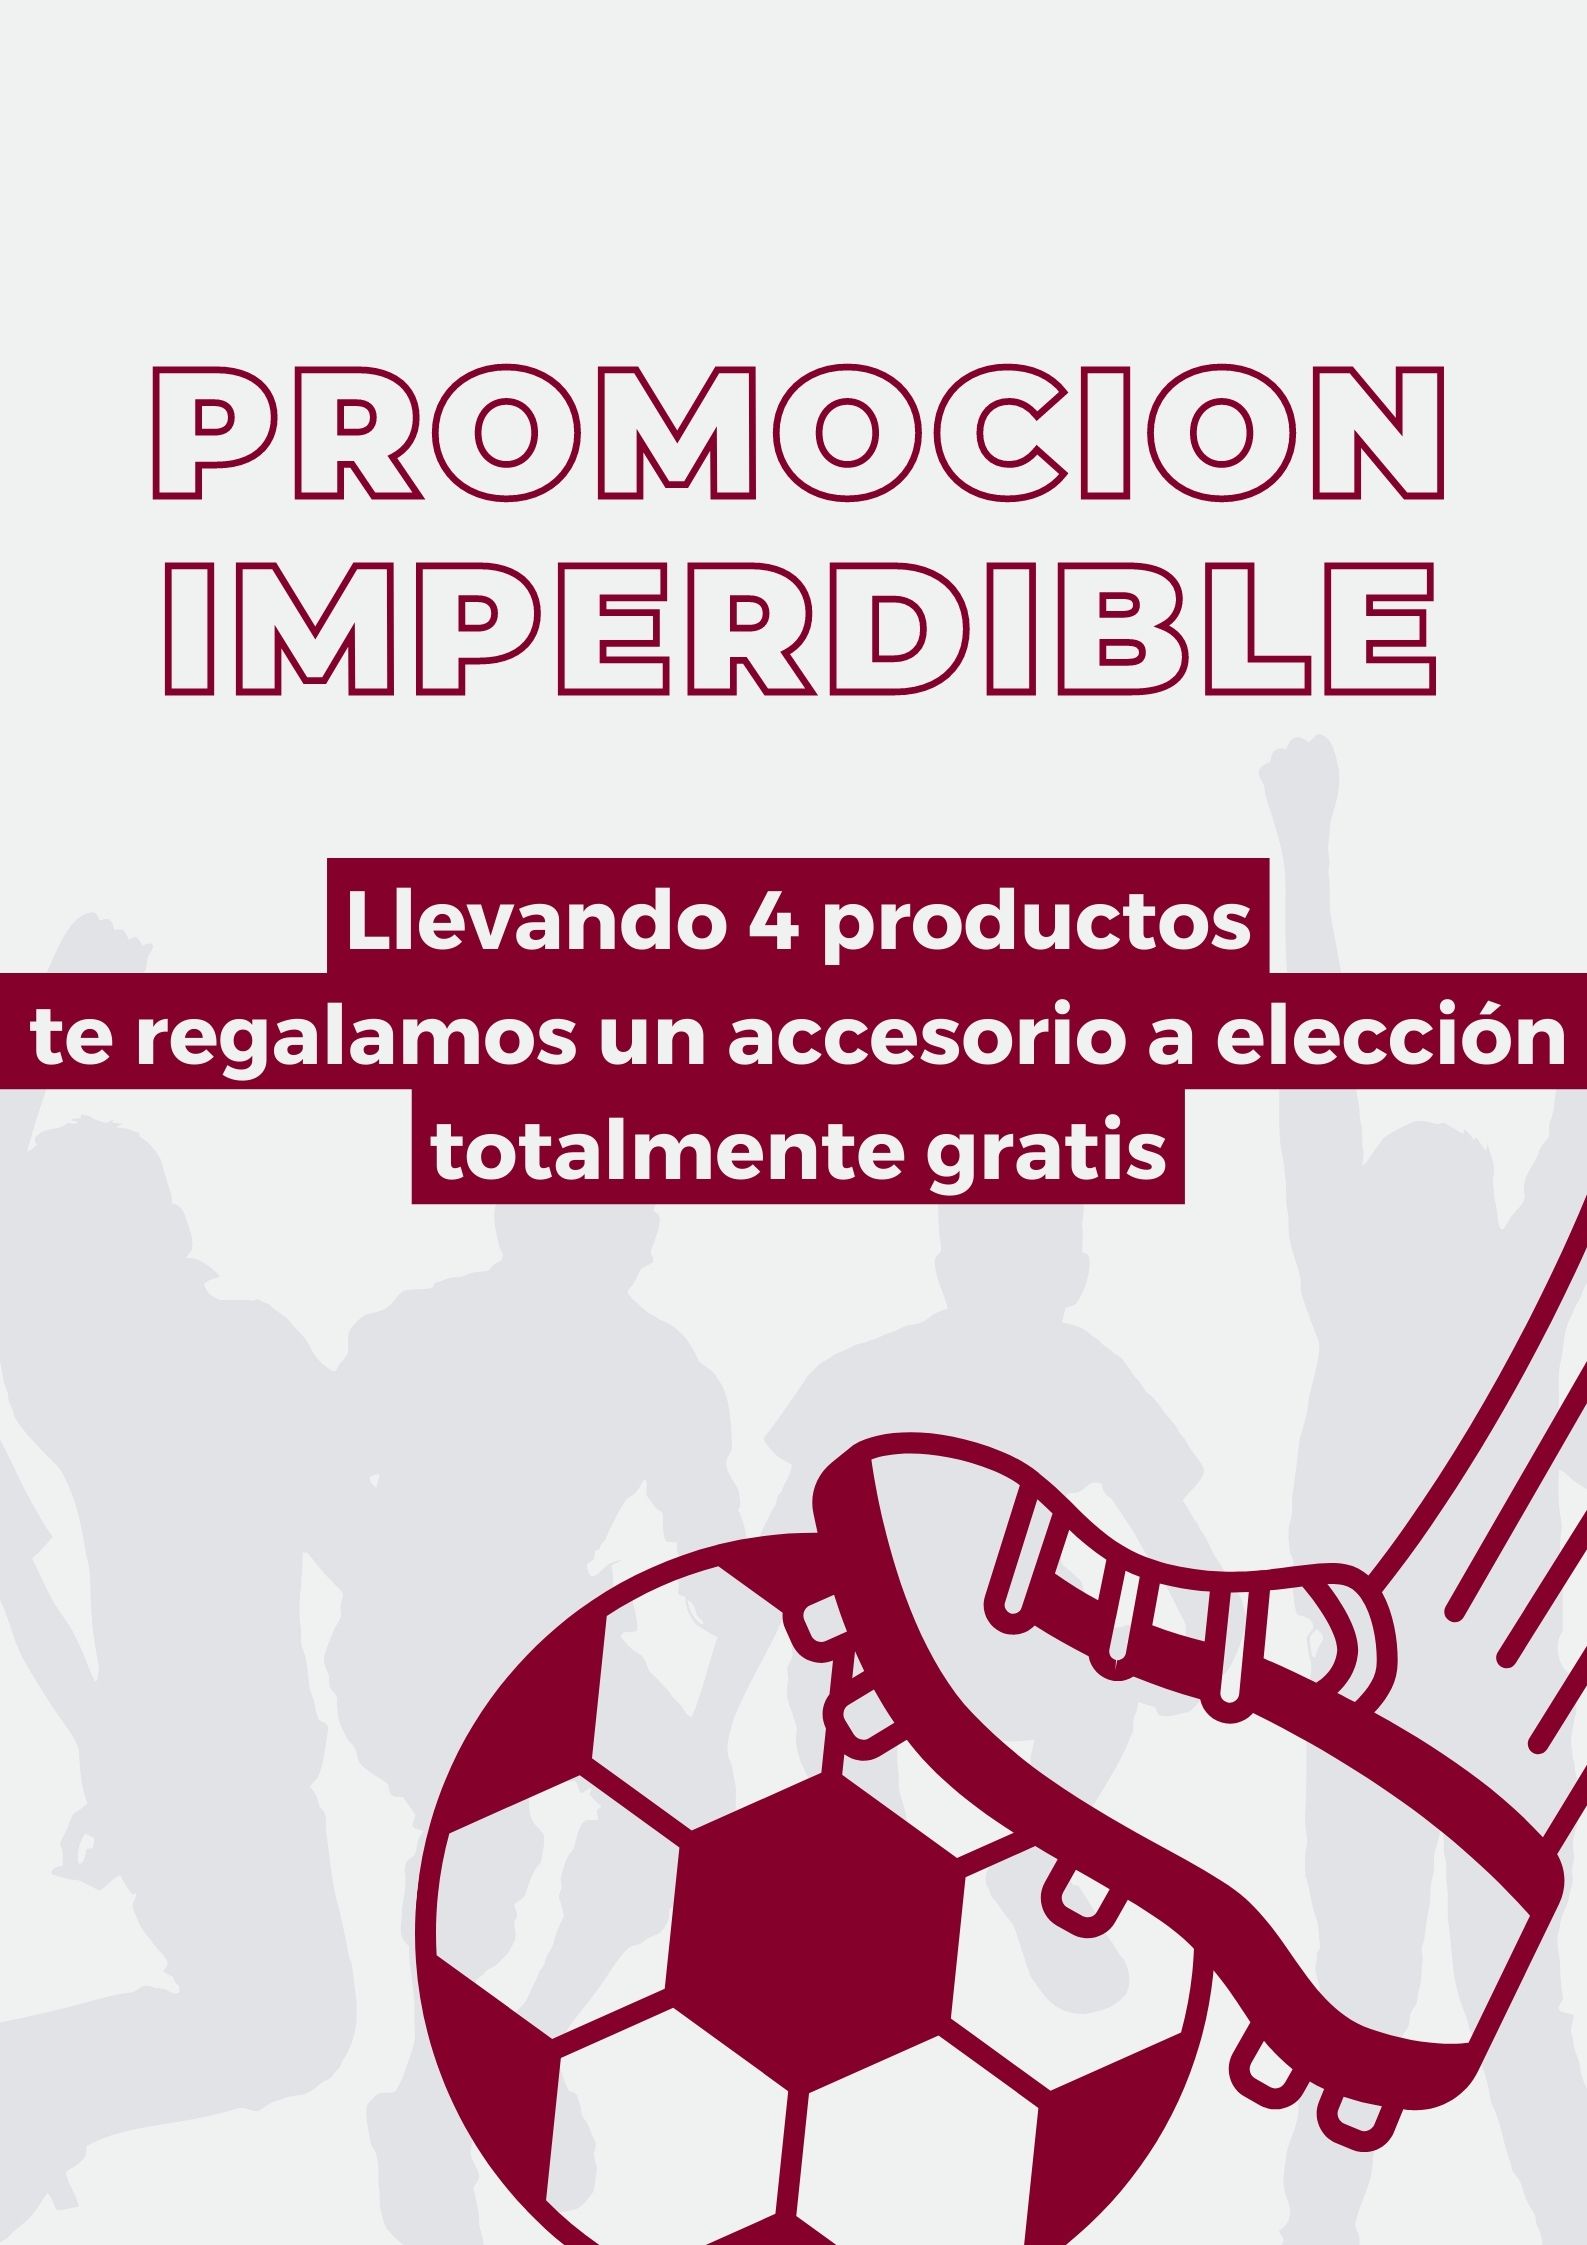 PROMOCION
IMPERDIBLE
Llevando 4 productos
te regalamos un accesorio a elección
totalmente gratis